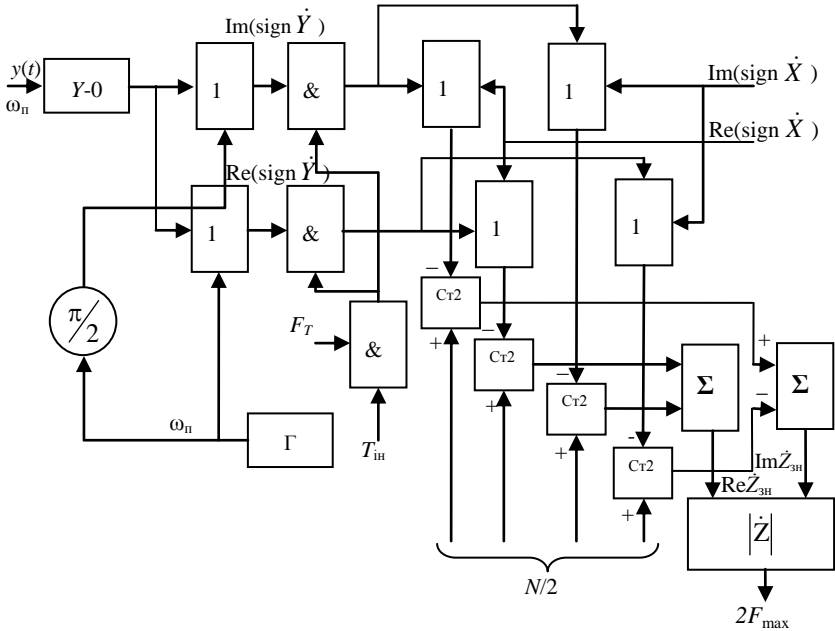 Im(sign Ẏ )
y(t)
ωп
Y-0
1
&
1
1
Im(sign Ẋ )
Re(sign Ẋ )
Re(sign Ẏ )
1
&
1
1
π/2
FT
&
Tін
ωп
Г
–
Ст2
+
–
Ст2
+
–
Ст2
+
-
Ст2
+
Σ
+
–
Σ
ReŻзн
ImŻзн
|Ż|
N/2
2Fmax